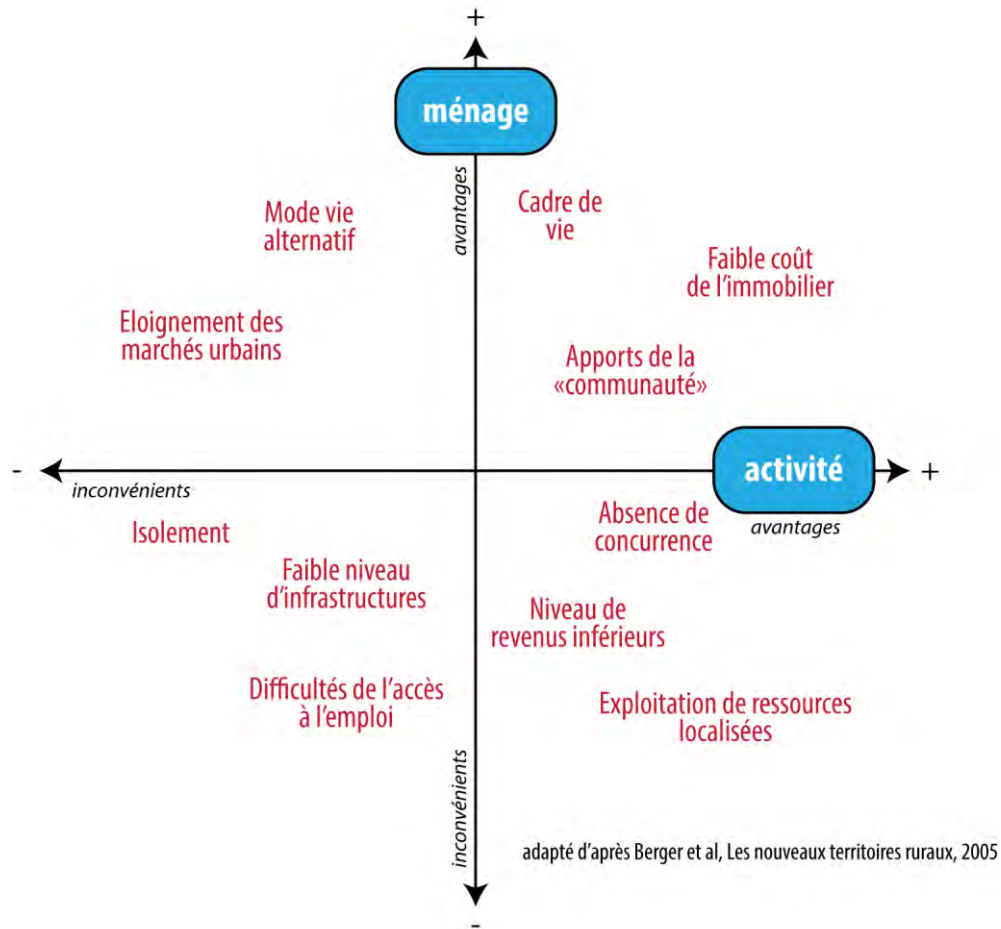 +
ménage
avantages
Mode vie
alternatif
Cadre de
vie
Faible coût
de l'immobilier
Eloignement des
marchés urbains
Apports de la
«communauté»
-
inconvénients
activité
+
avantages
Isolement
Absence de
concurrence
Faible niveau
d'infrastructures
Niveau de
revenus inférieurs
Difficultés de l'accès
à l'emploi
Exploitation de ressources
localisées
inconvénients
adapté d'après Berger et al, Les nouveaux territoires ruraux, 2005
-